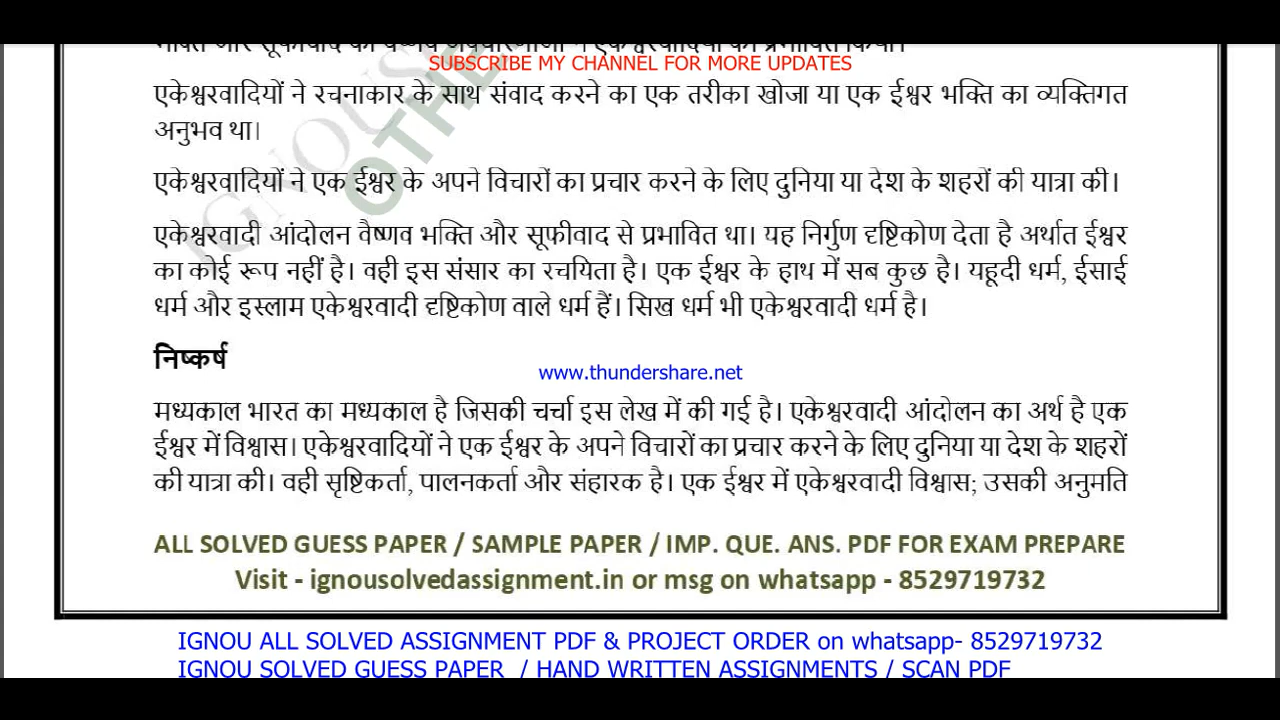 SUBSCRIBE MY CHANNEL FOR MORE UPDATES
एकेश्वरवादियों ने रचनाकार के साथ संवाद करने का एक तरीका खोजा या एक ईश्वर भक्ति का व्यक्तिगत
अनुभव था।
एकेश्वरवादियों ने एक ईश्वर के अपने विचारों का प्रचार करने के लिए दुनिया या देश के शहरों की यात्रा की।
एकेश्वरवादी आंदोलन वैष्णव भक्ति और सूफीवाद से प्रभावित था। यह निर्गुण दृष्टिकोण देता है अर्थात ईश्वर
का कोई रूप नहीं है। वही इस संसार का रचयिता है। एक ईश्वर के हाथ में सब कुछ है। यहूदी धर्म, ईसाई
धर्म और इस्लाम एकेश्वरवादी दृष्टिकोण वाले धर्म हैं। सिख धर्म भी एकेश्वरवादी धर्म है।
निष्कर्ष
www.thundershare.net
मध्यकाल भारत का मध्यकाल है जिसकी चर्चा इस लेख में की गई है। एकेश्वरवादी आंदोलन का अर्थ है एक
ईश्वर में विश्वास। एकेश्वरवादियों ने एक ईश्वर के अपने विचारों का प्रचार करने के लिए दुनिया या देश के शहरों
की यात्रा की। वही सृष्टिकर्ता, पालनकर्ता और संहारक है। एक ईश्वर में एकेश्वरवादी विश्वास; उसकी अनुमति
ALL SOLVED GUESS PAPER / SAMPLE PAPER / IMP. QUE. ANS. PDF FOR EXAM PREPARE
Visit - ignousolvedassignment.in or msg on whatsapp - 8529719732
IGNOU ALL SOLVED ASSIGNMENT PDF & PROJECT ORDER on whatsapp- 8529719732
IGNOU SOLVED GUESS PAPER / HAND WRITTEN ASSIGNMENTS / SCAN PDF